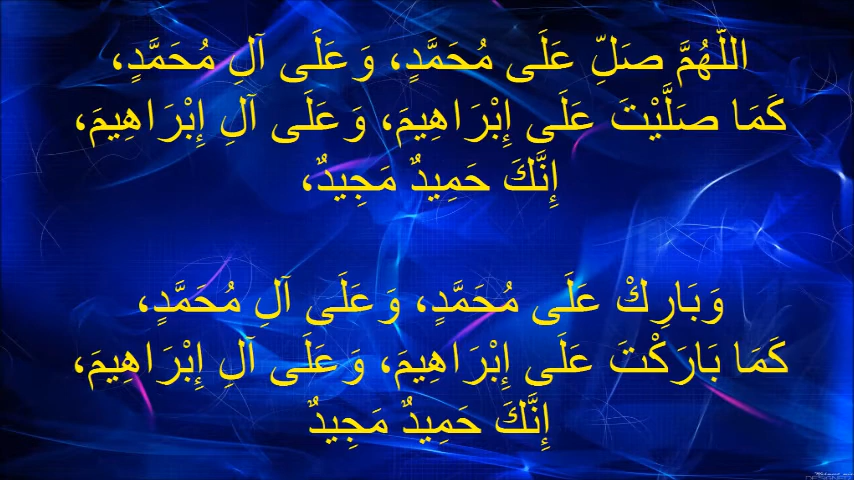 اللّهُمَّ صَلِّ عَلَى مُحَمَّدٍ، وَعَلَى آلِ مُحَمَّدٍ،
كَمَا صَلَّيْتَ عَلَى إِبْرَاهِيمَ، وَعَلَى آلِ إِبْرَاهِيمَ،
إِنَّكَ حَمِيدٌ مَجِيدٌ،
وَبَارِكْ عَلَى مُحَمَّدٍ، وَعَلَى آلِ مُحَمَّدٍ،
كَمَا بَارَكْتَ عَلَى إِبْرَاهِيمَ، وَعَلَى آلِ إِبْرَاهِيمَ،
إِنَّكَ حَمِيدٌ مَجِيدٌ